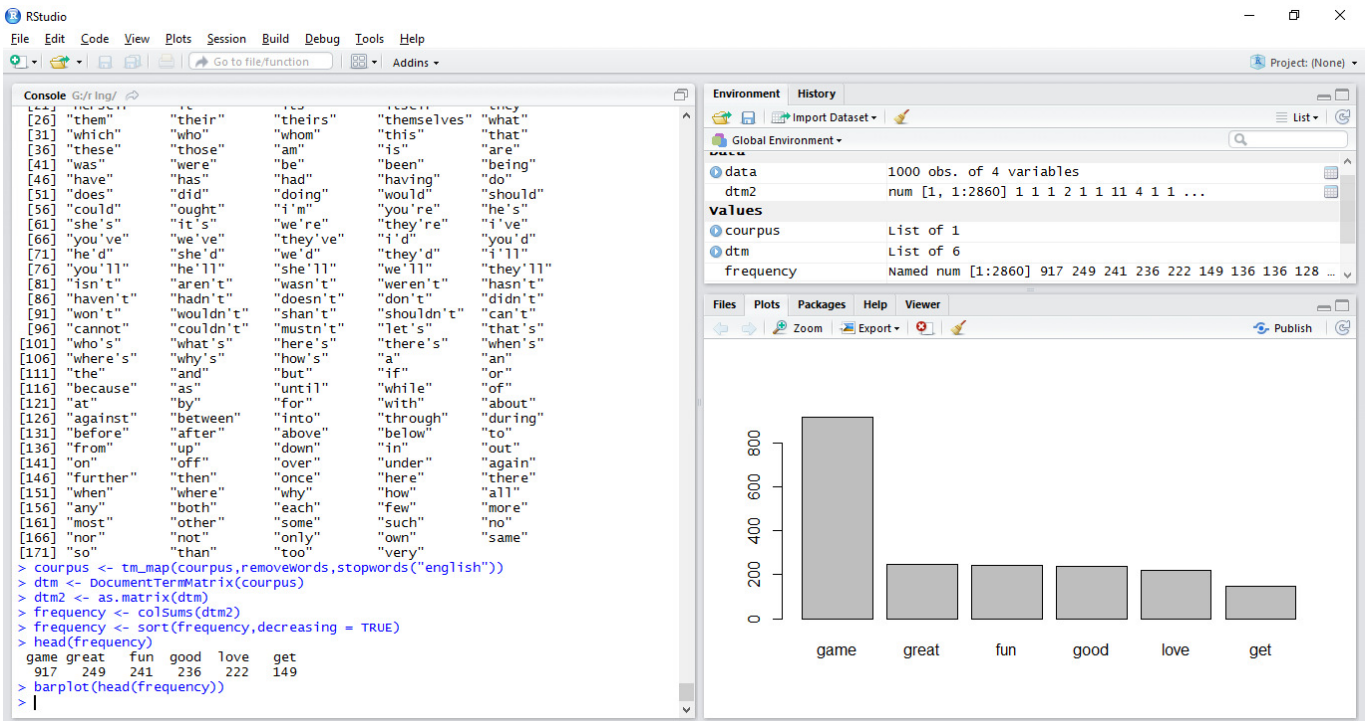 RStudio
File Edit Code View Plots Session Build Debug Tools Help
Go to file/function Addins Project: (None)
Console G:/r lng/
[21] "herself" "it" "its" "itself" "they"
[26] "them" "their" "theirs" "themselves" "what"
[31] "which" "who" "whom" "this" "that"
[36] "these" "those" "am" "is" "are"
[41] "was" "were" "be" "been" "being"
[46] "have" "has" "had" "having" "do"
[51] "does" "did" "doing" "would" "should"
[56] "could" "ought" "i'm" "you're" "he's"
[61] "she's" "it's" "we're" "they're" "i've"
[66] "you've" "we've" "they've" "i'd" "you'd"
[71] "he'd" "she'd" "we'd" "they'd" "i'll"
[76] "you'll" "he'll" "she'll" "we'll" "they'll"
[81] "isn't" "aren't" "wasn't" "weren't" "hasn't"
[86] "haven't" "hadn't" "doesn't" "don't" "didn't"
[91] "won't" "wouldn't" "shan't" "shouldn't" "can't"
[96] "cannot" "couldn't" "mustn't" "let's" "that's"
[101] "who's" "what's" "here's" "there's" "when's"
[106] "where's" "why's" "how's" "a" "an"
[111] "the" "and" "but" "if" "or"
[116] "because" "as" "until" "while" "of"
[121] "at" "by" "for" "with" "about"
[126] "against" "between" "into" "through" "during"
[131] "before" "after" "above" "below" "to"
[136] "from" "up" "down" "in" "out"
[141] "on" "off" "over" "under" "again"
[146] "further" "then" "once" "here" "there"
[151] "when" "where" "why" "how" "all"
[156] "any" "both" "each" "few" "more"
[161] "most" "other" "some" "such" "no"
[166] "nor" "not" "only" "own" "same"
[171] "so" "than" "too" "very"
> courpus <- tm_map(courpus,removeWords,stopwords("english"))
> dtm <- DocumentTermMatrix(courpus)
> dtm2 <- as.matrix(dtm)
> frequency <- colSums(dtm2)
> frequency <- sort(frequency,decreasing = TRUE)
> head(frequency)
game great fun good love get
917 249 241 236 222 149
> barplot(head(frequency))
>
Environment History
Import Dataset List
Global Environment
Data
data 1000 obs. of 4 variables
dtm2 num [1, 1:2860] 1 1 1 2 1 1 11 4 1 1 ...
Values
courpus List of 1
dtm List of 6
frequency Named num [1:2860] 917 249 241 236 222 149 136 136 128 …
Files Plots Packages Help Viewer
Zoom Export Publish
800
600
400
200
0
game great fun good love get